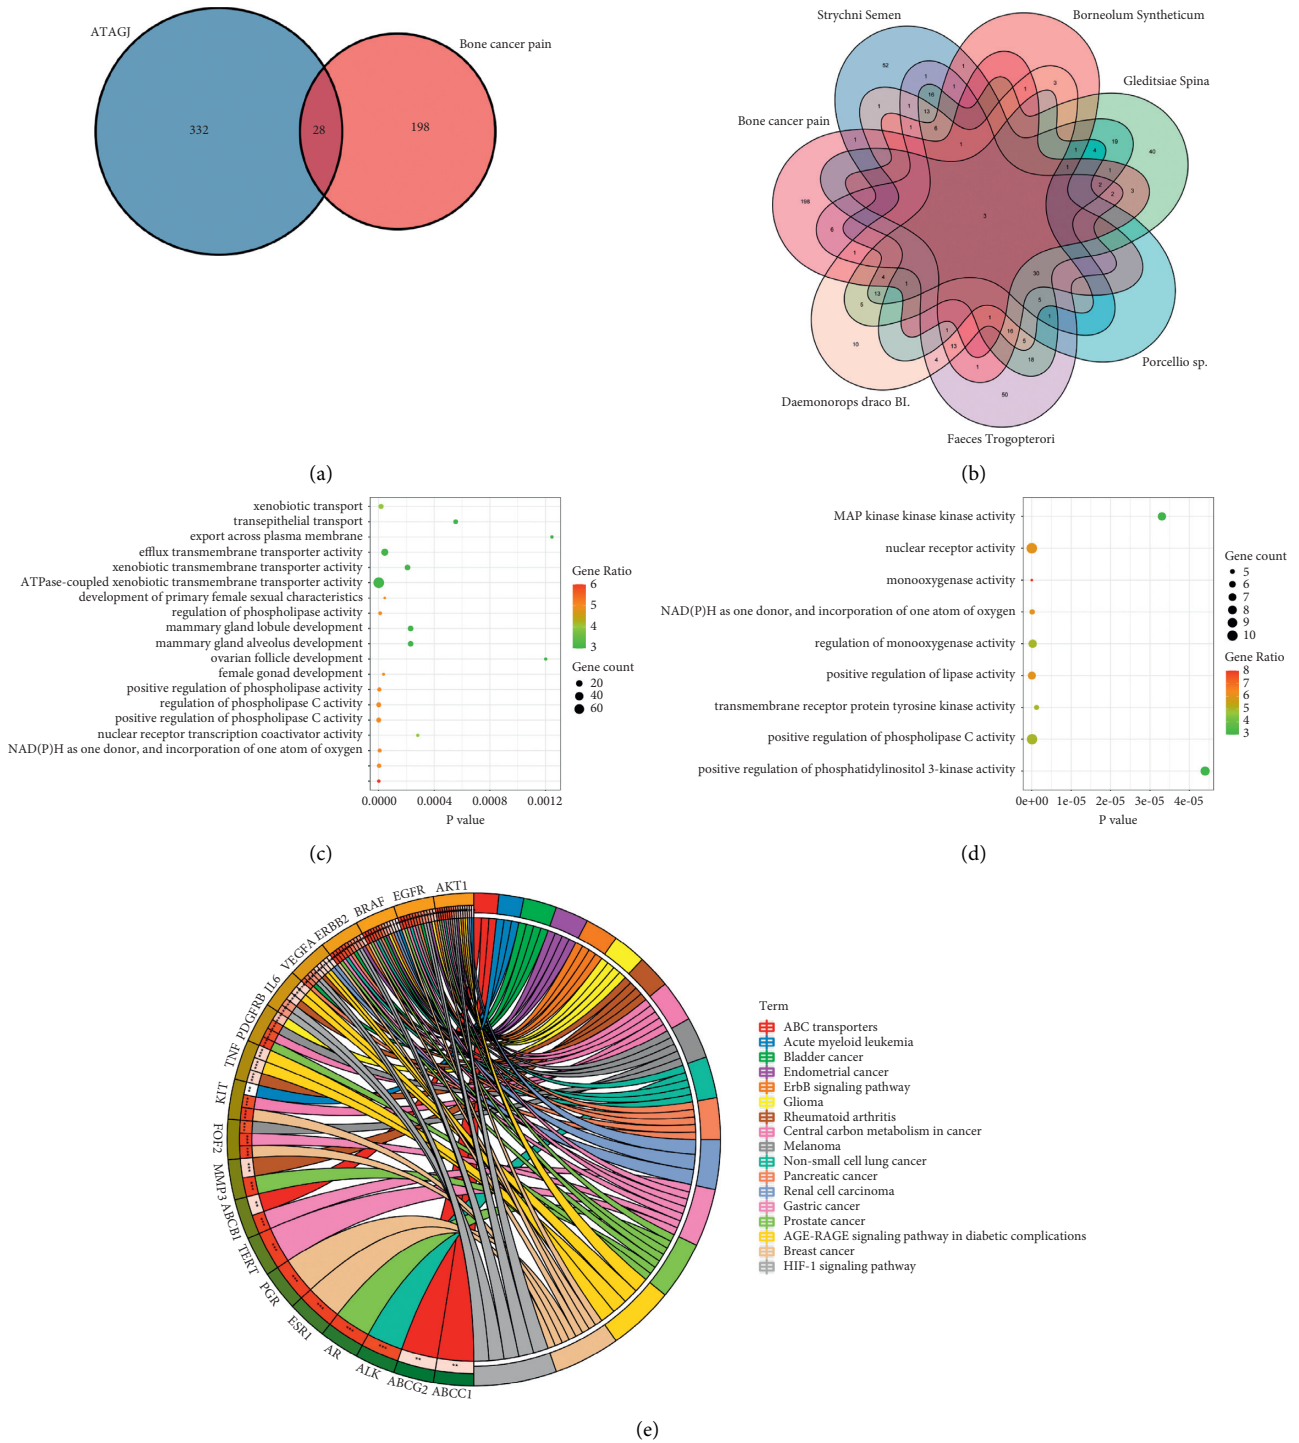 ATAGJ
Bone cancer pain
332
28
198
(a)
Strychni Semen
Borneolum Syntheticum
Gleditsiae Spina
Bone cancer pain
Porcellio sp.
Daemonorops draco BI.
Faeces Trogopterori
52
198
10
50
40
3
30
(b)
xenobiotic transport
transepithelial transport
export across plasma membrane
efflux transmembrane transporter activity
xenobiotic transmembrane transporter activity
ATPase-coupled xenobiotic transmembrane transporter activity
development of primary female sexual characteristics
regulation of phospholipase activity
mammary gland lobule development
mammary gland alveolus development
ovarian follicle development
female gonad development
positive regulation of phospholipase activity
regulation of phospholipase C activity
positive regulation of phospholipase C activity
nuclear receptor transcription coactivator activity
NAD(P)H as one donor, and incorporation of one atom of oxygen
0.0000 0.0004 0.0008 0.0012
P value
Gene Ratio
6
5
4
3
Gene count
20
40
60
(c)
MAP kinase kinase kinase activity
nuclear receptor activity
monooxygenase activity
NAD(P)H as one donor, and incorporation of one atom of oxygen
regulation of monooxygenase activity
positive regulation of lipase activity
transmembrane receptor protein tyrosine kinase activity
positive regulation of phospholipase C activity
positive regulation of phosphatidylinositol 3-kinase activity
0e+00 1e-05 2e-05 3e-05 4e-05
P value
Gene count
5
6
7
8
9
10
Gene Ratio
8
7
6
5
4
3
(d)
AKT1
EGFR
BRAF
ERBB2
VEGFA
IL6
PDGFRB
TNF
KIT
FOF2
MMP3
ABCB1
TERT
PGR
ESR1
AR
ALK
ABCG2
ABCC1
Term
ABC transporters
Acute myeloid leukemia
Bladder cancer
Endometrial cancer
ErbB signaling pathway
Glioma
Rheumatoid arthritis
Central carbon metabolism in cancer
Melanoma
Non-small cell lung cancer
Pancreatic cancer
Renal cell carcinoma
Gastric cancer
Prostate cancer
AGE-RAGE signaling pathway in diabetic complications
Breast cancer
HIF-1 signaling pathway
(e)